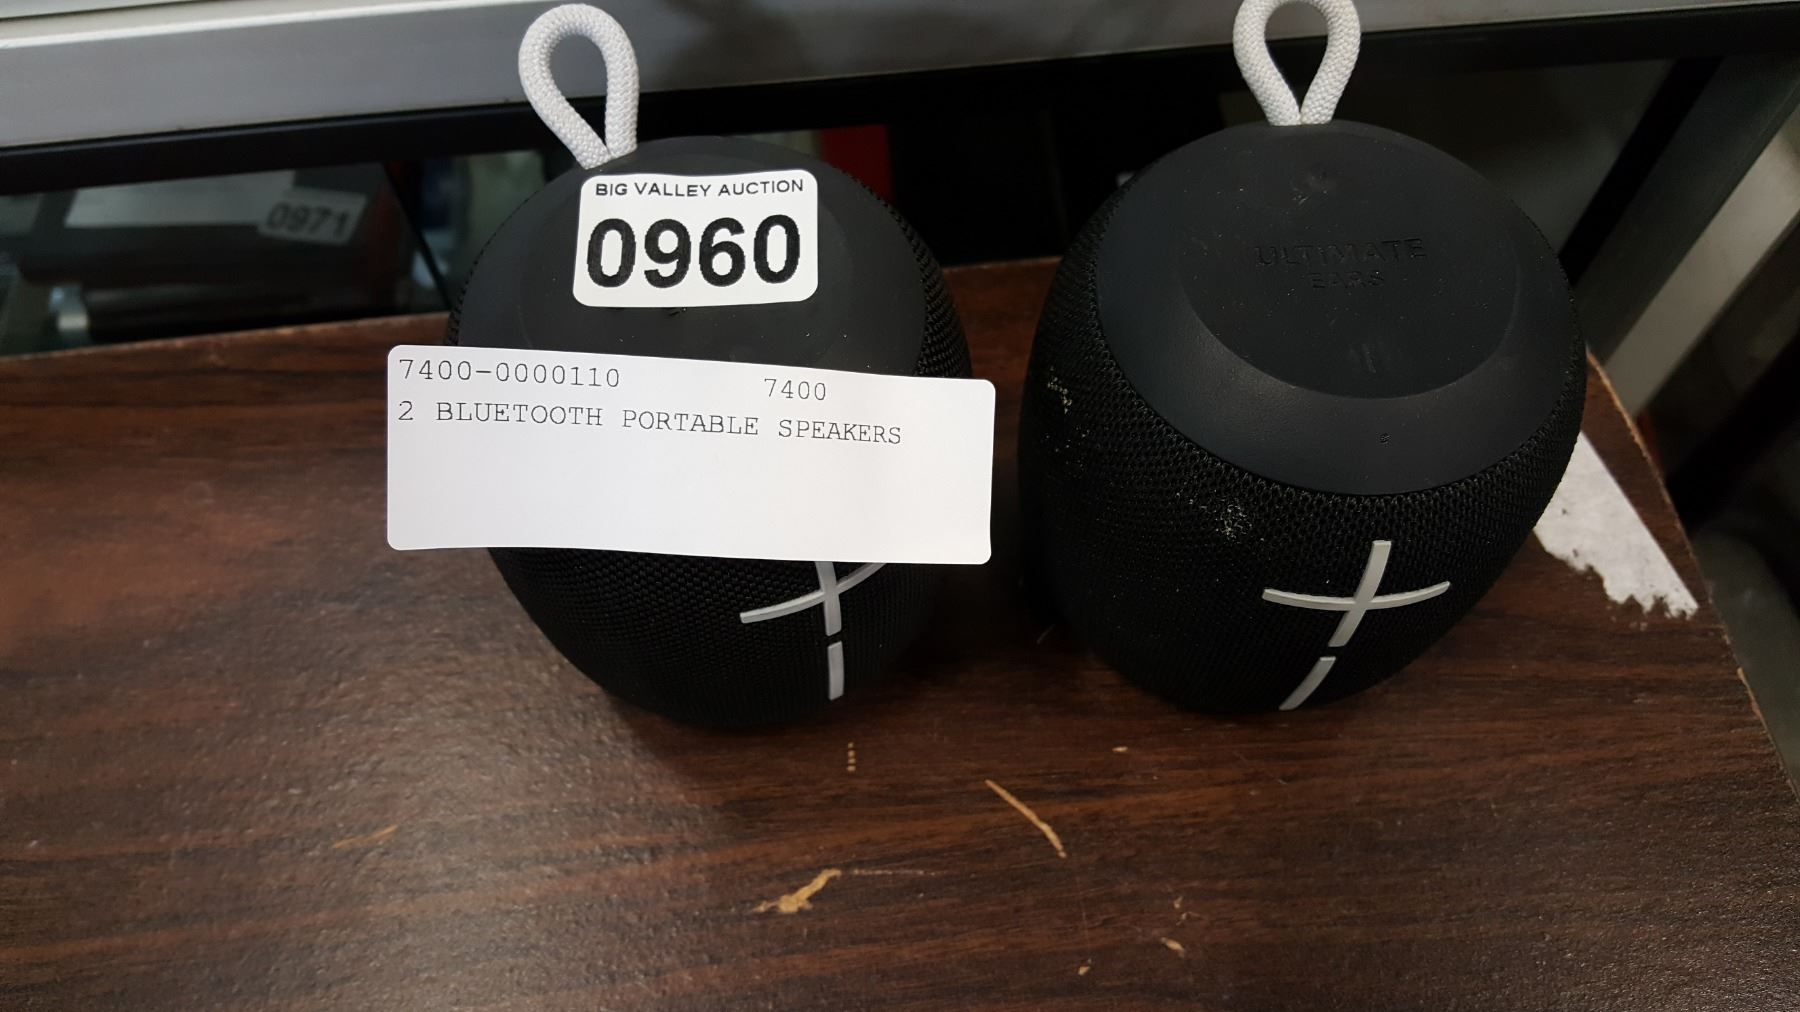 BIG VALLEY AUCTION
0960
7400-0000110 7400
2 BLUETOOTH PORTABLE SPEAKERS
ULTIMATE
EARS
0971